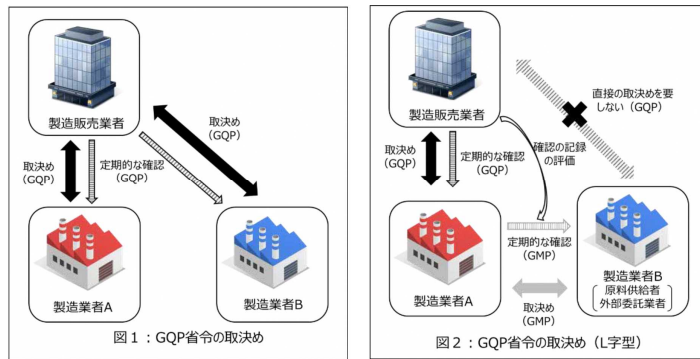 製造販売業者
取決め
（GQP）
取決め
（GQP）
定期的な確認
（GQP）
製造業者A
製造業者B
図１：GQP省令の取決め
製造販売業者
直接の取決めを要
しない（GQP）
取決め
（GQP）
定期的な確認
（GQP）
確認の記録
の評価
定期的な確認
（GMP）
製造業者A
製造業者B
原料供給者
外部委託業者
取決め
（GMP）
図２：GQP省令の取決め（L字型）